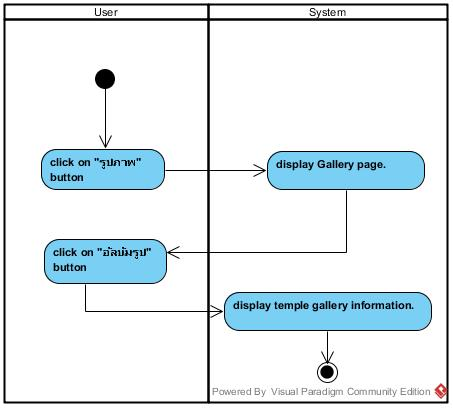 User
System
click on "รูปภาพ"
button
display Gallery page.
click on "อัลบัมรูป"
button
display temple gallery information.
Powered By Visual Paradigm Community Edition